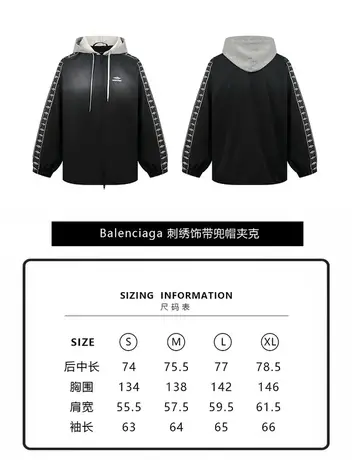 Balenciaga 刺绣饰带兜帽夹克
SIZING INFORMATION
尺码表
SIZE S M L XL
后中长 74 75.5 77 78.5
胸围 134 138 142 146
肩宽 55.5 57.5 59.5 61.5
袖长 63 64 65 66